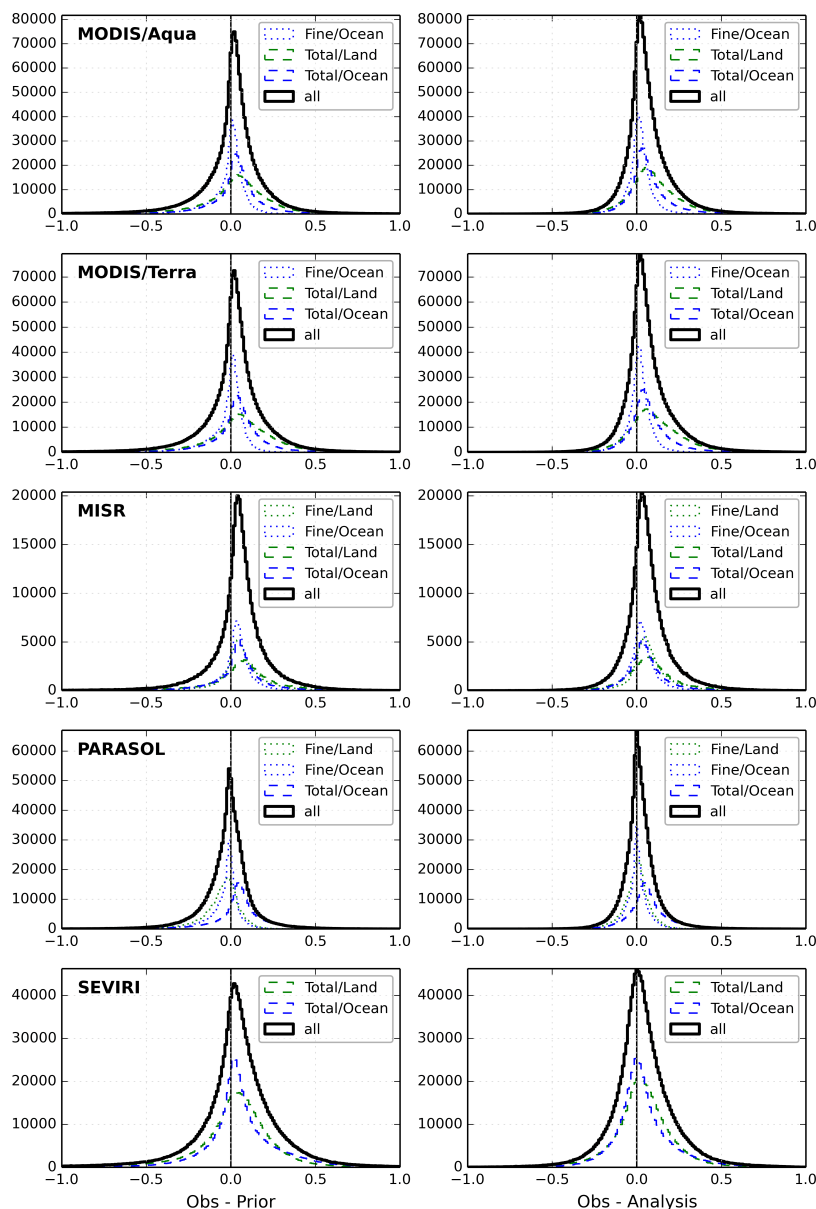 MODIS/Aqua
80000
70000
60000
50000
40000
30000
20000
10000
0
Fine/Ocean
Total/Land
Total/Ocean
all
−1.0 −0.5 0.0 0.5 1.0
80000
70000
60000
50000
40000
30000
20000
10000
0
Fine/Ocean
Total/Land
Total/Ocean
all
−1.0 −0.5 0.0 0.5 1.0
MODIS/Terra
70000
60000
50000
40000
30000
20000
10000
0
Fine/Ocean
Total/Land
Total/Ocean
all
−1.0 −0.5 0.0 0.5 1.0
70000
60000
50000
40000
30000
20000
10000
0
Fine/Ocean
Total/Land
Total/Ocean
all
−1.0 −0.5 0.0 0.5 1.0
MISR
20000
15000
10000
5000
0
Fine/Land
Fine/Ocean
Total/Land
Total/Ocean
all
−1.0 −0.5 0.0 0.5 1.0
20000
15000
10000
5000
0
Fine/Land
Fine/Ocean
Total/Land
Total/Ocean
all
−1.0 −0.5 0.0 0.5 1.0
PARASOL
60000
50000
40000
30000
20000
10000
0
Fine/Land
Fine/Ocean
Total/Ocean
all
−1.0 −0.5 0.0 0.5 1.0
60000
50000
40000
30000
20000
10000
0
Fine/Land
Fine/Ocean
Total/Ocean
all
−1.0 −0.5 0.0 0.5 1.0
SEVIRI
40000
30000
20000
10000
0
Total/Land
Total/Ocean
all
−1.0 −0.5 0.0 0.5 1.0
Obs - Prior
40000
30000
20000
10000
0
Total/Land
Total/Ocean
all
−1.0 −0.5 0.0 0.5 1.0
Obs - Analysis